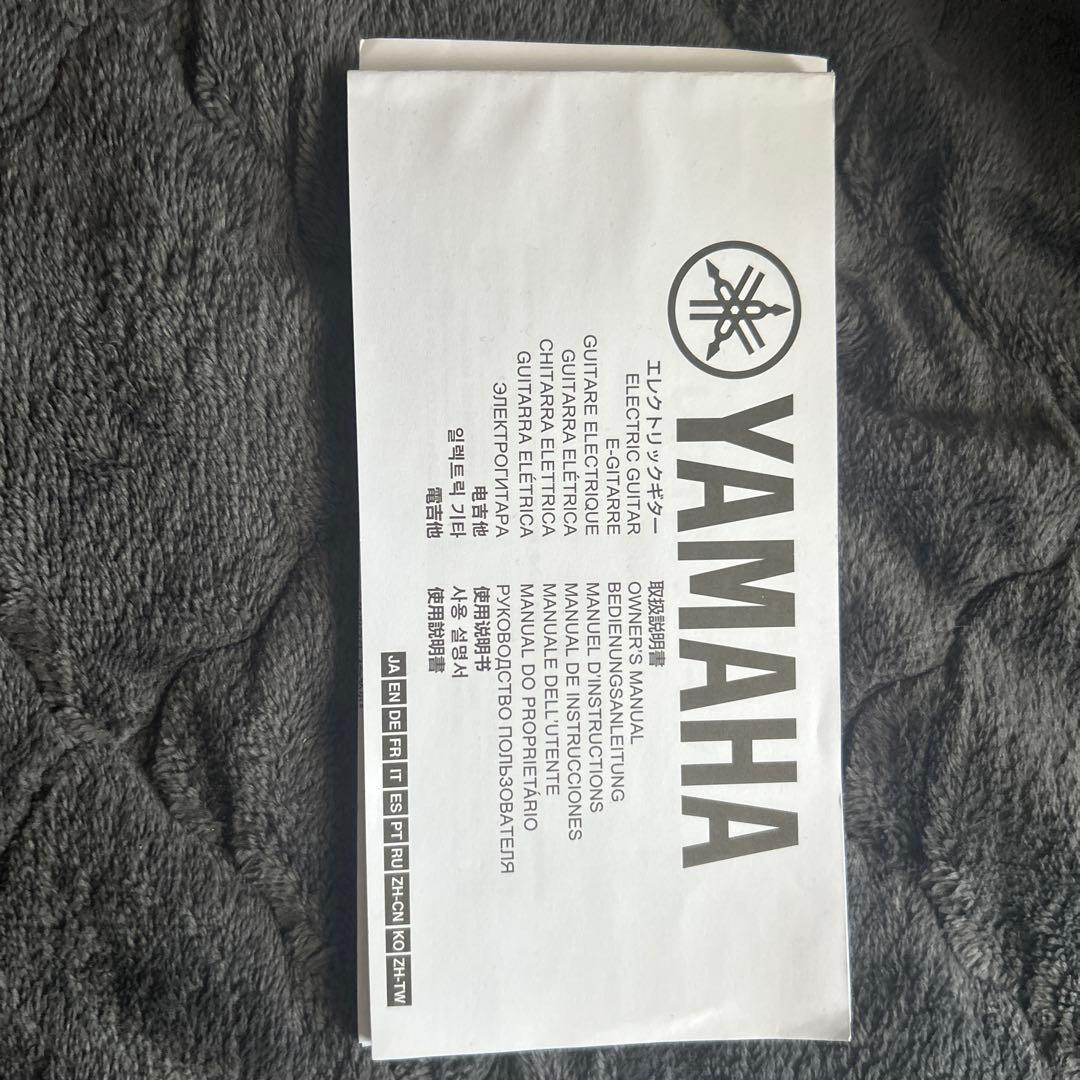 YAMAHA
エレクトリックギター 取扱説明書
ELECTRIC GUITAR OWNER'S MANUAL
E-GITARRE BEDIENUNGSANLEITUNG
GUITARE ELECTRIQUE MANUEL D'INSTRUCTIONS
GUITARRA ELÉTRICA MANUAL DE INSTRUCCIONES
CHITARRA ELETTRICA MANUALE DELL'UTENTE
GUITARRA ELÉTRICA MANUAL DO PROPRIETÁRIO
ЭЛЕКТРОГИТАРА РУКОВОДСТВО ПОЛЬЗОВАТЕЛЯ
电吉他 使用说明书
일렉트릭 기타 사용 설명서
電吉他 使用說明書
JA EN DE FR IT ES PT RU ZH-CN KO ZH-TW